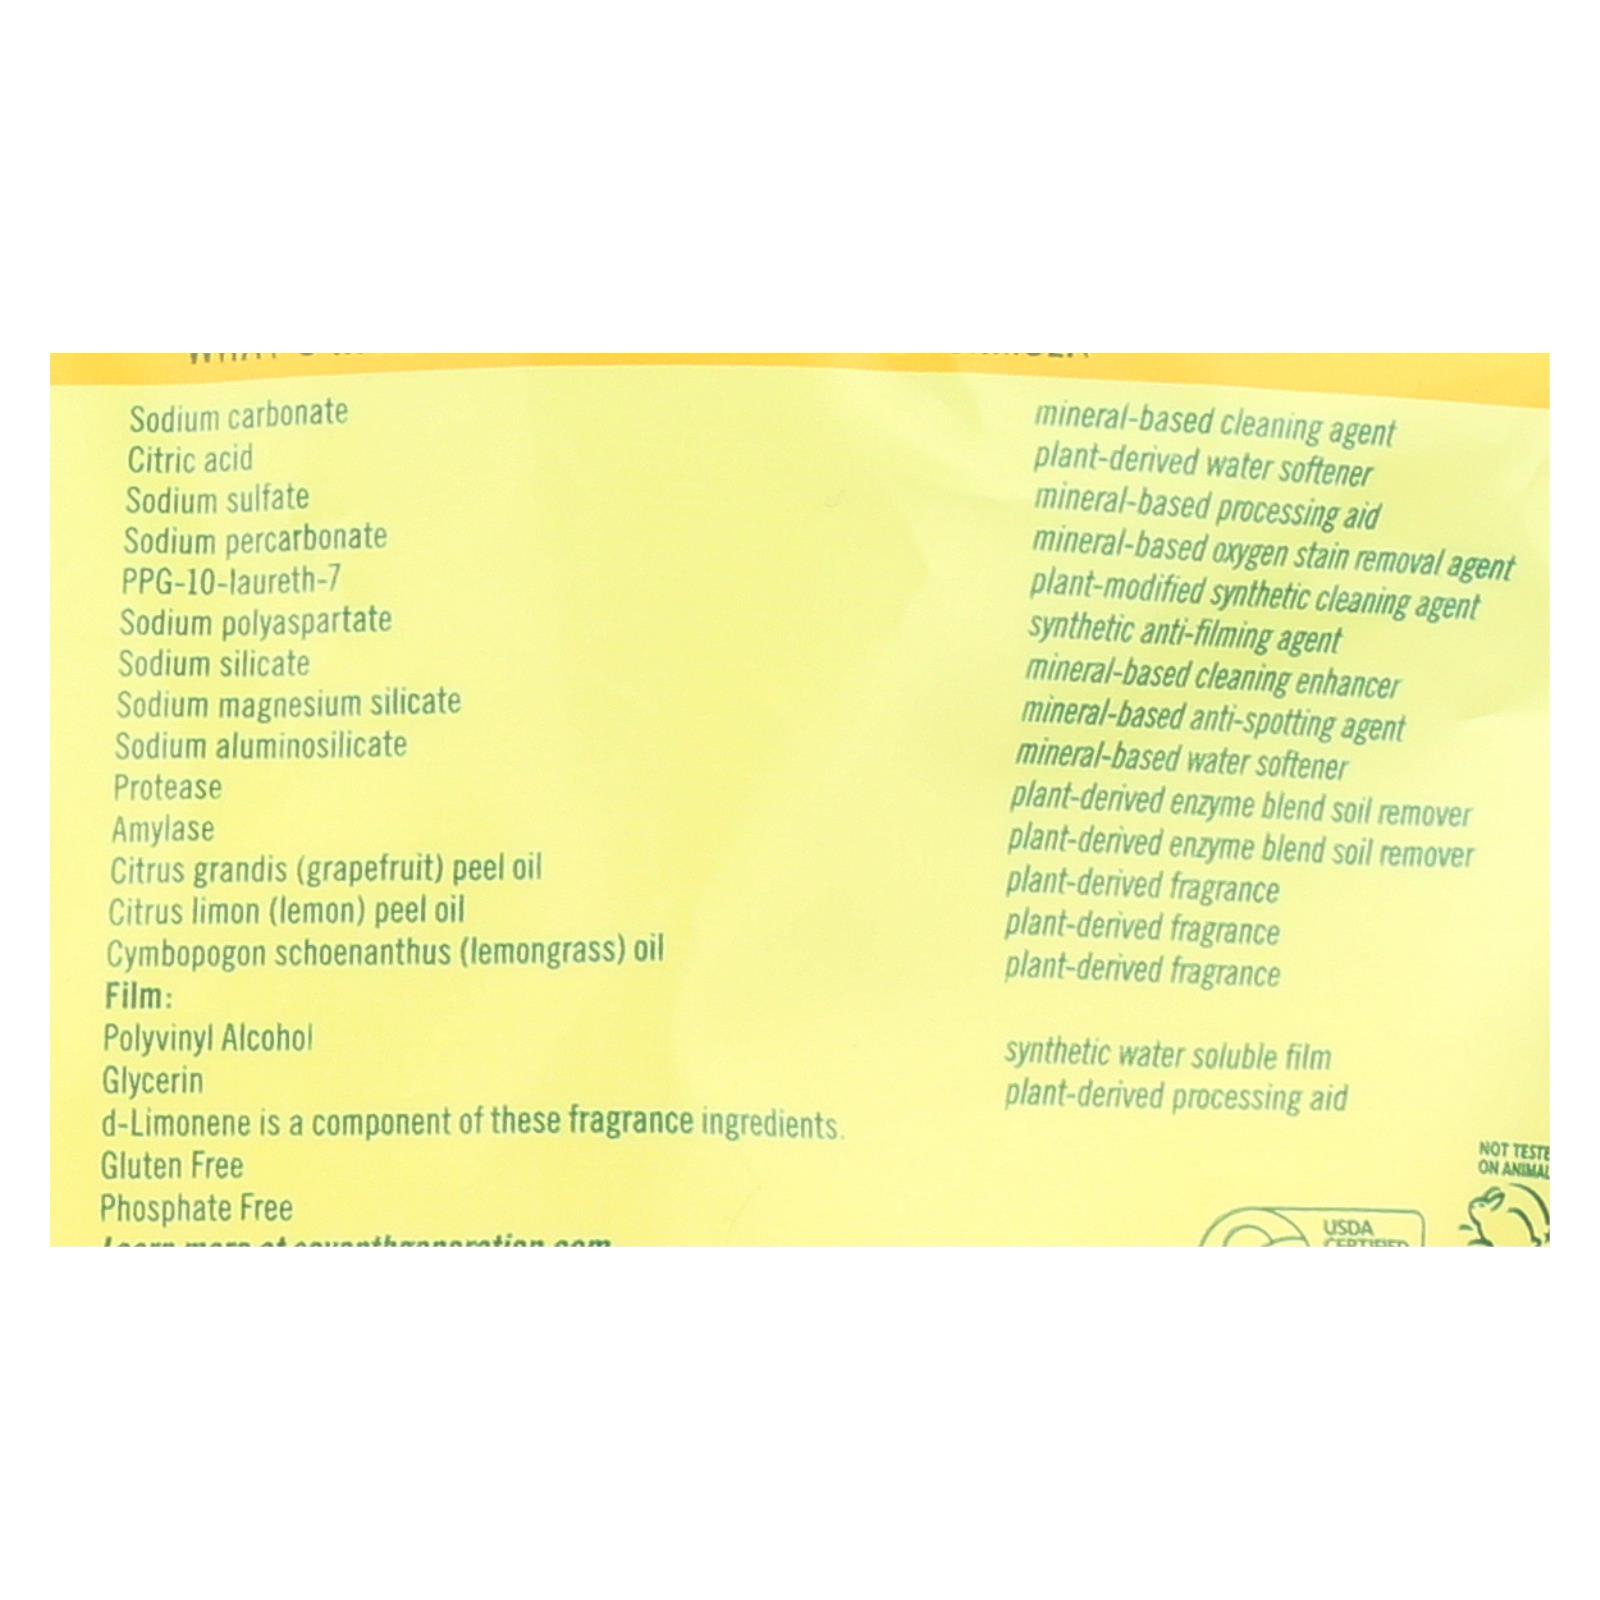 Sodium carbonate mineral-based cleaning agent
Citric acid plant-derived water softener
Sodium sulfate mineral-based processing aid
Sodium percarbonate mineral-based oxygen stain removal agent
PPG-10-laureth-7 plant-modified synthetic cleaning agent
Sodium polyaspartate synthetic anti-filming agent
Sodium silicate mineral-based cleaning enhancer
Sodium magnesium silicate mineral-based anti-spotting agent
Sodium aluminosilicate mineral-based water softener
Protease plant-derived enzyme blend soil remover
Amylase plant-derived enzyme blend soil remover
Citrus grandis (grapefruit) peel oil plant-derived fragrance
Citrus limon (lemon) peel oil plant-derived fragrance
Cymbopogon schoenanthus (lemongrass) oil plant-derived fragrance
Film:
Polyvinyl Alcohol synthetic water soluble film
Glycerin plant-derived processing aid
d-Limonene is a component of these fragrance ingredients.
Gluten Free
Phosphate Free
Learn more at seventhgeneration.com
NOT TESTE
ON ANIMAL
USDA
CERTIFIED